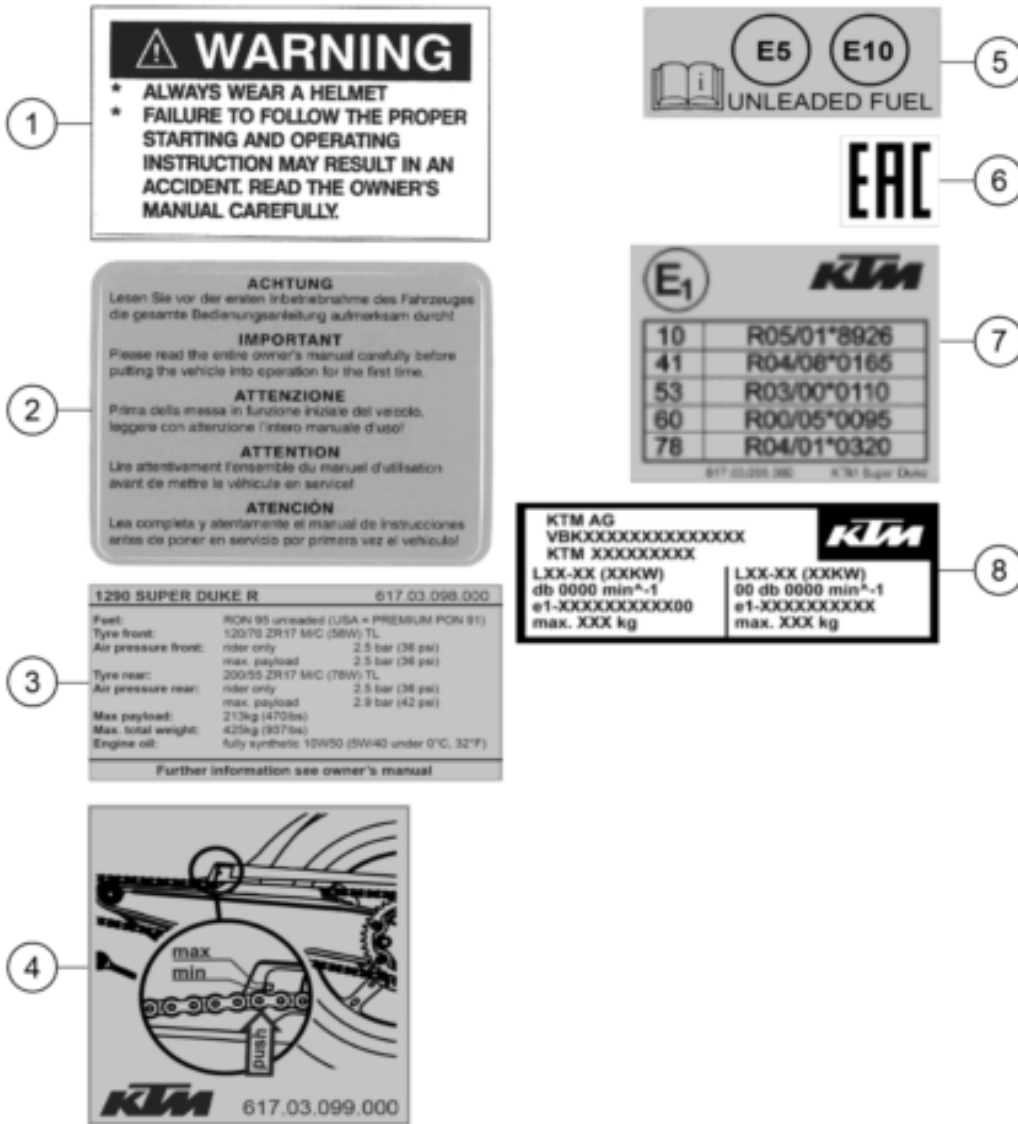 1
WARNING
* ALWAYS WEAR A HELMET
* FAILURE TO FOLLOW THE PROPER
STARTING AND OPERATING
INSTRUCTION MAY RESULT IN AN
ACCIDENT. READ THE OWNER'S
MANUAL CAREFULLY.
2
ACHTUNG
Lesen Sie vor der ersten Inbetriebnahme des Fahrzeuges
die gesamte Bedienungsanleitung aufmerksam durch!
IMPORTANT
Please read the entire owner's manual carefully before
putting the vehicle into operation for the first time.
ATTENZIONE
Prima della messa in funzione iniziale del veicolo,
leggere con attenzione l'intero manuale d'uso!
ATTENTION
Lire attentivement l'ensemble du manuel d'utilisation
avant de mettre le véhicule en service!
ATENCIÓN
Lea completa y atentamente el manual de instrucciones
antes de poner en servicio por primera vez el vehiculo!
3
1290 SUPER DUKE R 617.03.098.000
Fuel: RON 95 unleaded (USA = PREMIUM PON 91)
Tyre front: 120/70 ZR17 M/C (58W) TL
Air pressure front: rider only 2.5 bar (36 psi)
max. payload 2.5 bar (36 psi)
Tyre rear: 200/55 ZR17 M/C (78W) TL
Air pressure rear: rider only 2.5 bar (36 psi)
max. payload 2.9 bar (42 psi)
Max payload: 213kg (470lbs)
Max. total weight: 425kg (937lbs)
Engine oil: fully synthetic 10W50 (5W/40 under 0°C, 32°F)
Further information see owner's manual
4
max
min
push
KTM 617.03.099.000
5
E5 E10
i
UNLEADED FUEL
6
EAC
7
E1 KTM
10 R05/01*8926
41 R04/08*0165
53 R03/00*0110
60 R00/05*0095
78 R04/01*0320
KTM Super Duke
8
KTM AG
VBKXXXXXXXXXXXXXX
KTM XXXXXXXXX
KTM
LXX-XX (XXKW)
db 0000 min^-1
e1-XXXXXXXXXX00
max. XXX kg
LXX-XX (XXKW)
00 db 0000 min^-1
e1-XXXXXXXXXX
max. XXX kg